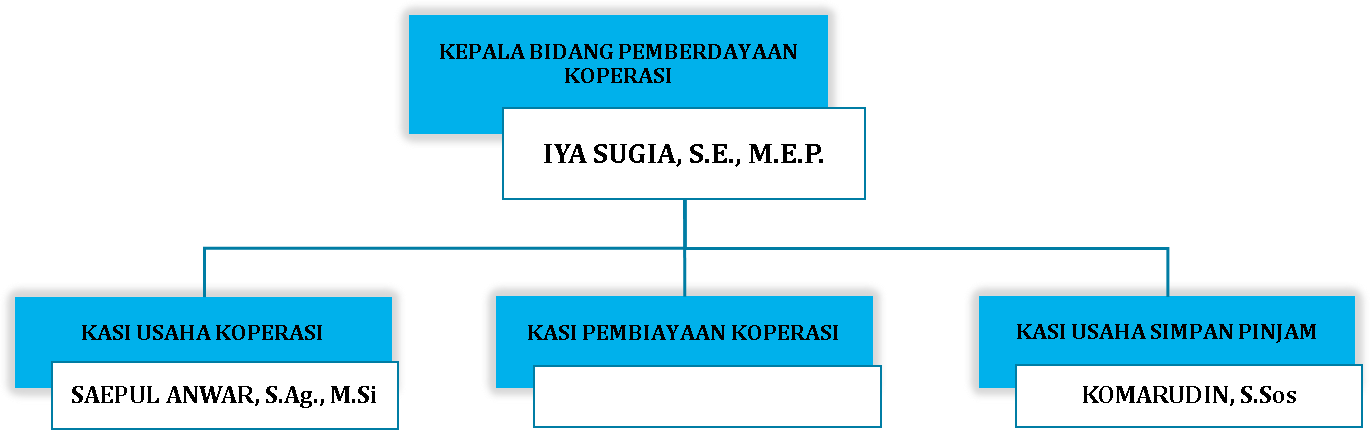 KEPALA BIDANG PEMBERDAYAAN
KOPERASI
IYA SUGIA, S.E., M.E.P.
KASI USAHA KOPERASI
SAEPUL ANWAR, S.Ag., M.Si
KASI PEMBIAYAAN KOPERASI
KASI USAHA SIMPAN PINJAM
KOMARUDIN, S.Sos